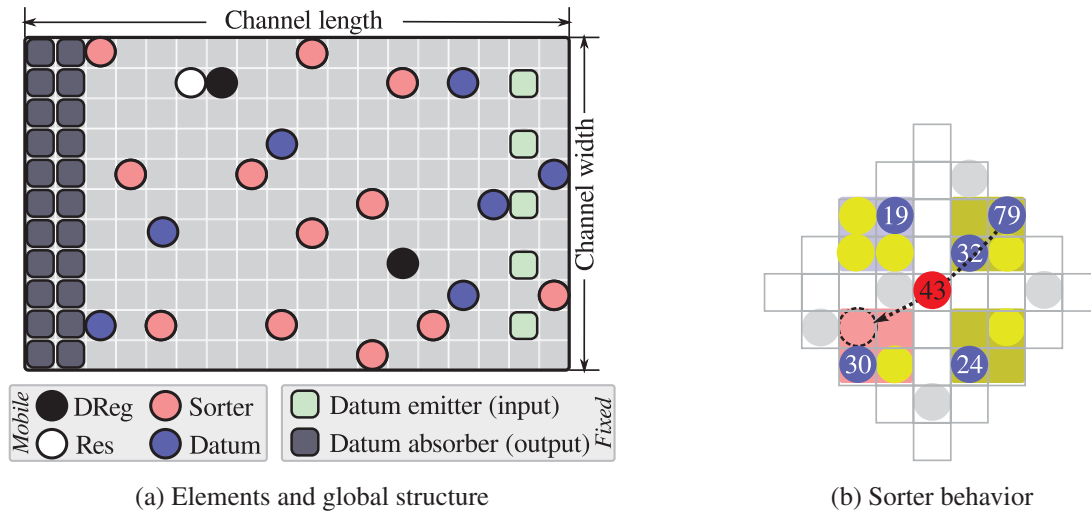 Channel length
Channel width
Mobile
DReg
Sorter
Res
Datum
Datum emitter (input)
Datum absorber (output)
Fixed
(a) Elements and global structure
19
79
32
43
30
24
(b) Sorter behavior